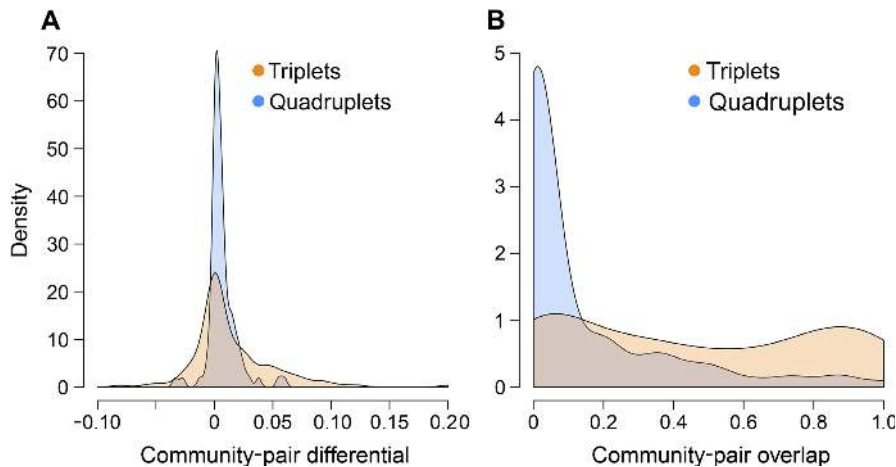 A
B
Triplets
Quadruplets
Triplets
Quadruplets
Density
70
60
50
40
30
20
10
0
5
4
3
2
1
0
−0.10
0
0.05
0.10
0.15
0.20
0
0.2
0.4
0.6
0.8
1.0
Community-pair differential
Community-pair overlap